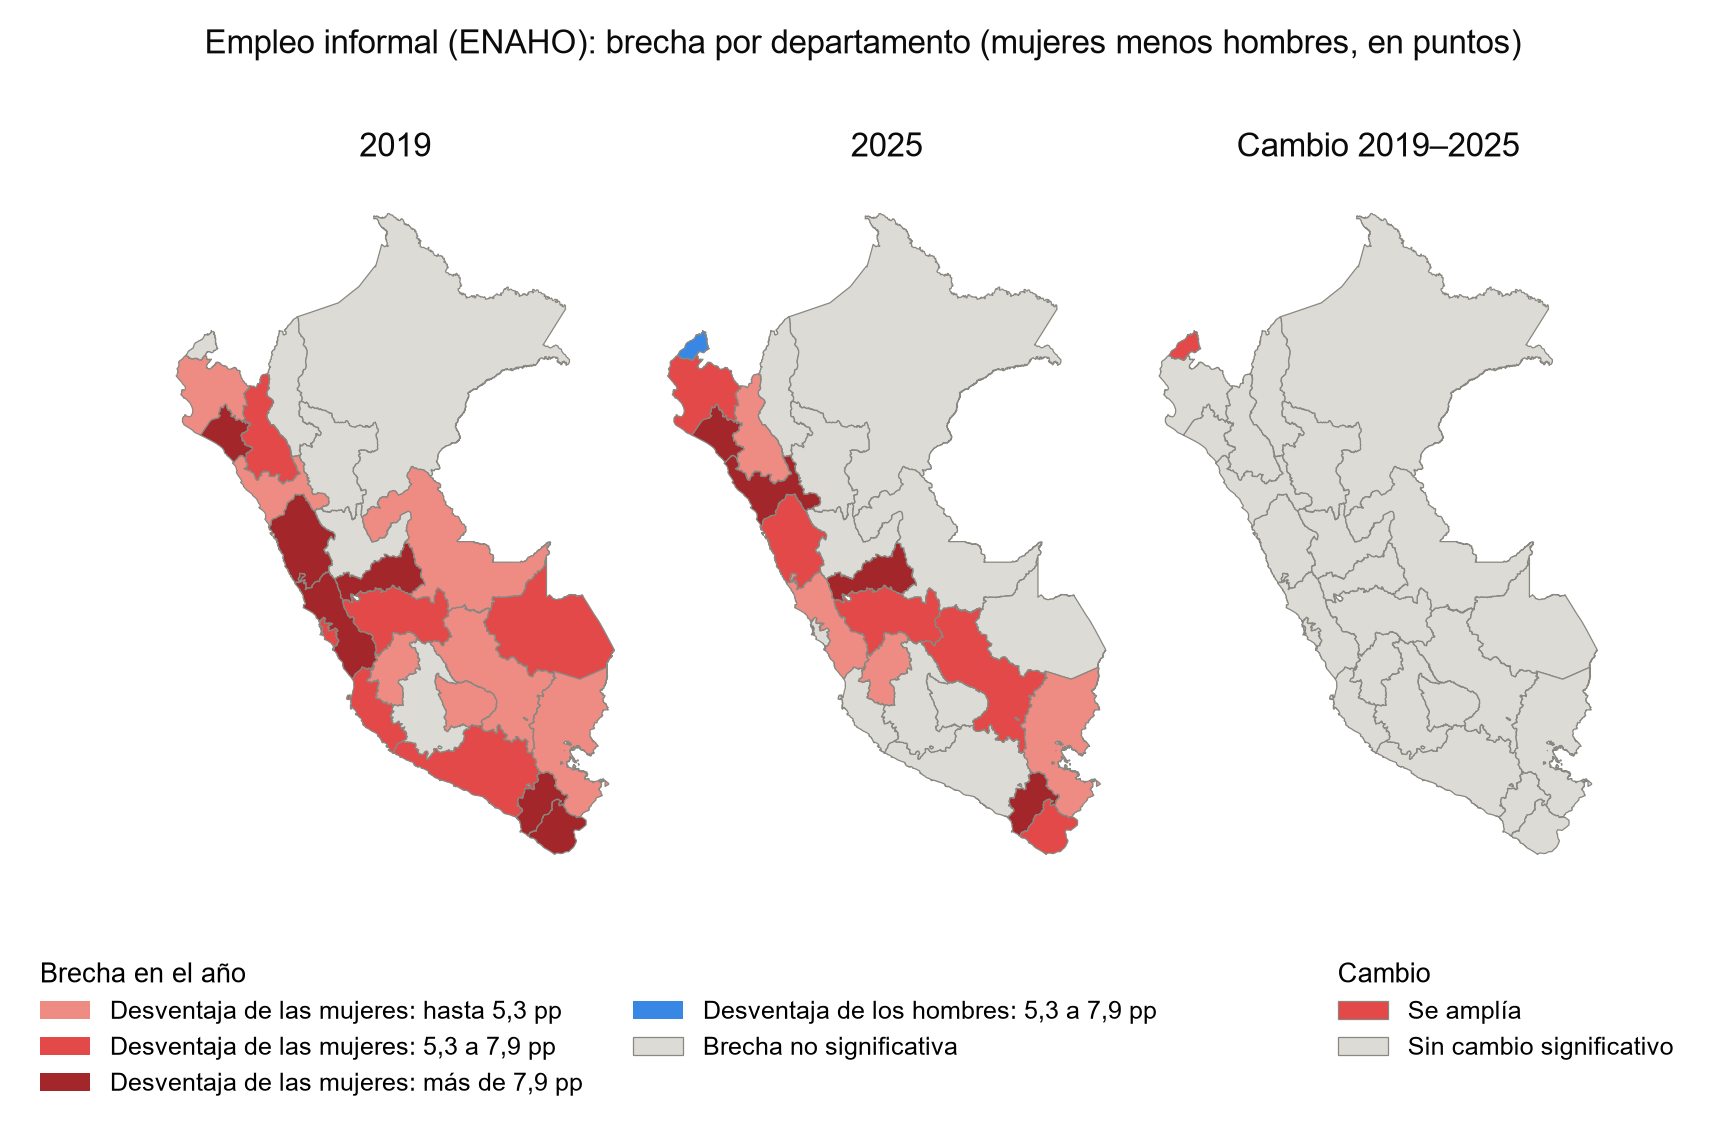 Empleo informal (ENAHO): brecha por departamento (mujeres menos hombres, en puntos)
2019
2025
Cambio 2019–2025
Brecha en el año
Desventaja de las mujeres: hasta 5,3 pp
Desventaja de las mujeres: 5,3 a 7,9 pp
Desventaja de las mujeres: más de 7,9 pp
Desventaja de los hombres: 5,3 a 7,9 pp
Brecha no significativa
Cambio
Se amplía
Sin cambio significativo